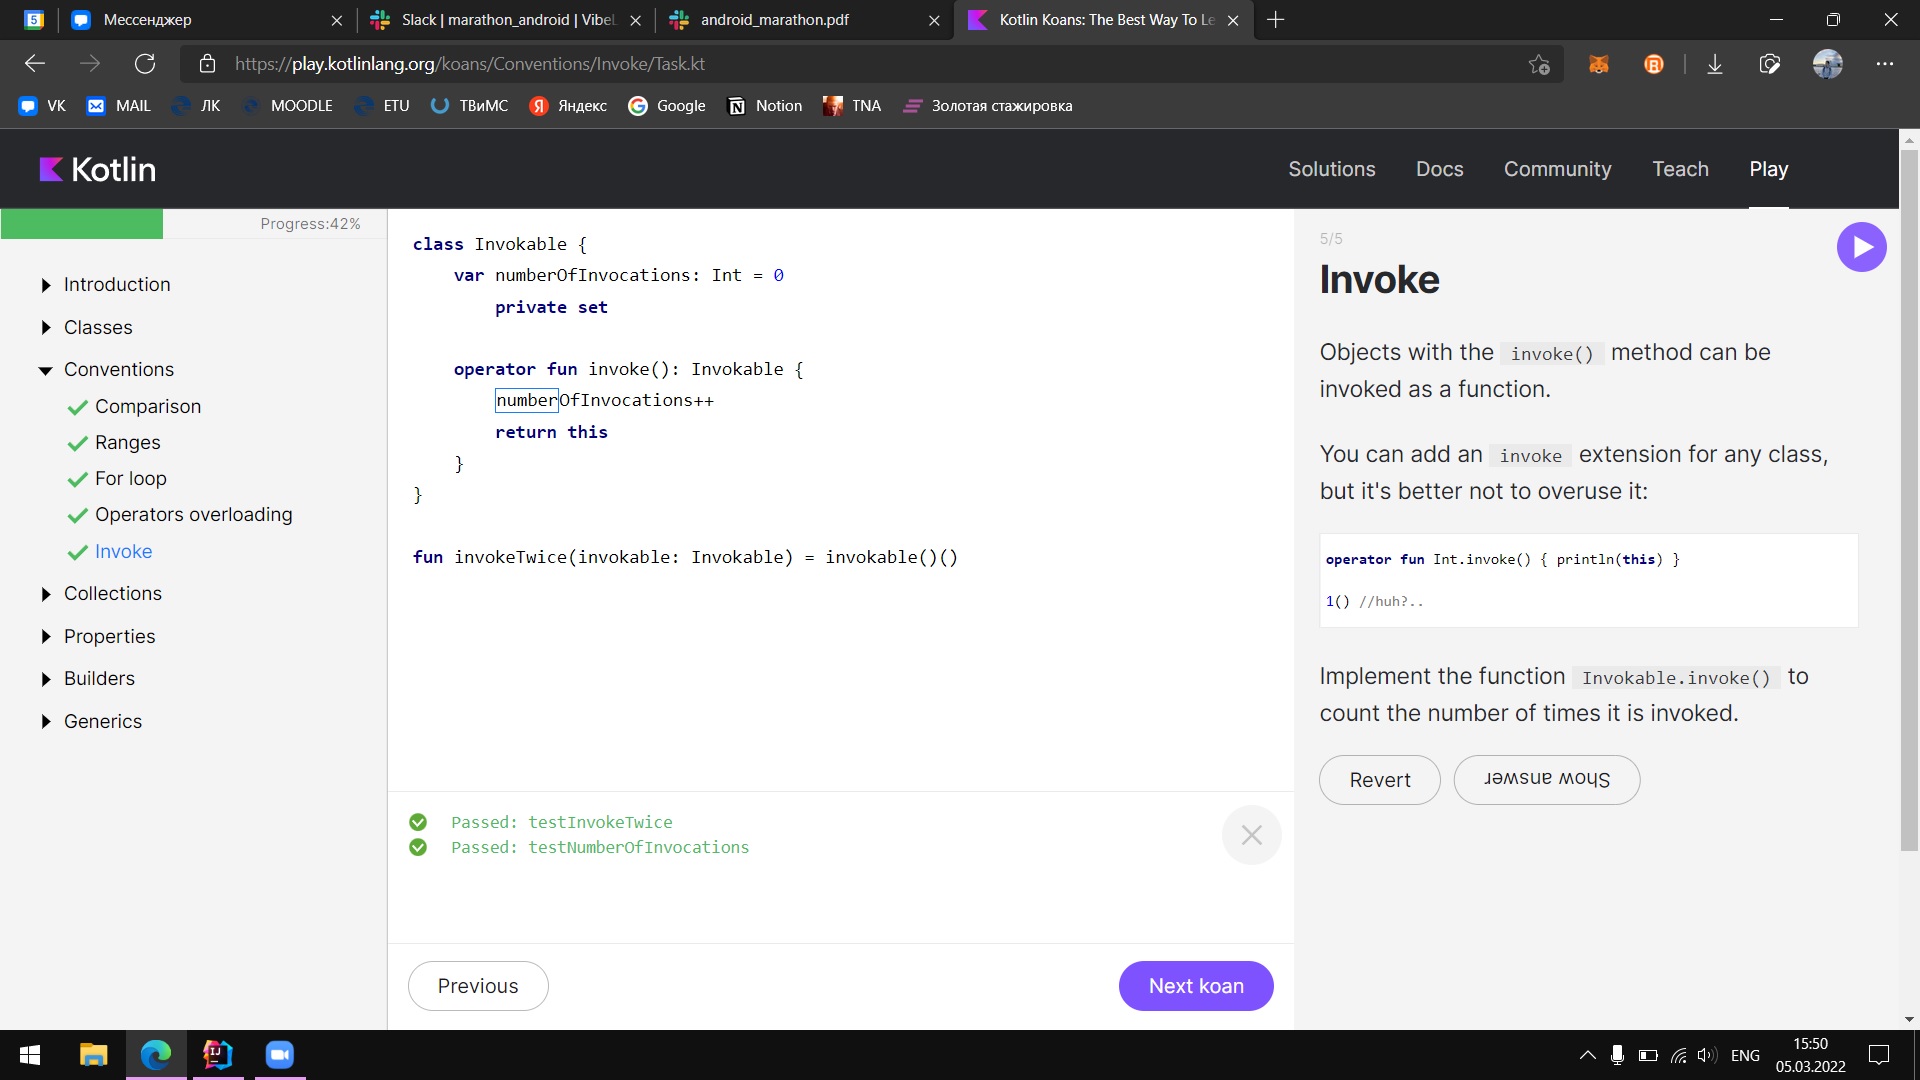 5
Мессенджер
Slack | marathon_android | VibeL
android_marathon.pdf
Kotlin Koans: The Best Way To Le
https://play.kotlinlang.org/koans/Conventions/Invoke/Task.kt
VK
MAIL
ЛК
MOODLE
ETU
ТВиМС
Яндекс
Google
Notion
TNA
Золотая стажировка
Kotlin
Solutions
Docs
Community
Teach
Play
Progress:42%
Introduction
Classes
Conventions
Comparison
Ranges
For loop
Operators overloading
Invoke
Collections
Properties
Builders
Generics
class Invokable {
var numberOfInvocations: Int = 0
private set
operator fun invoke(): Invokable {
numberOfInvocations++
return this
}
}
fun invokeTwice(invokable: Invokable) = invokable()()
Passed: testInvokeTwice
Passed: testNumberOfInvocations
Previous
Next koan
5/5
Invoke
Objects with the invoke() method can be
invoked as a function.
You can add an invoke extension for any class,
but it's better not to overuse it:
operator fun Int.invoke() { println(this) }
1() //huh?..
Implement the function Invokable.invoke() to
count the number of times it is invoked.
Revert
Show answer
ENG
15:50
05.03.2022